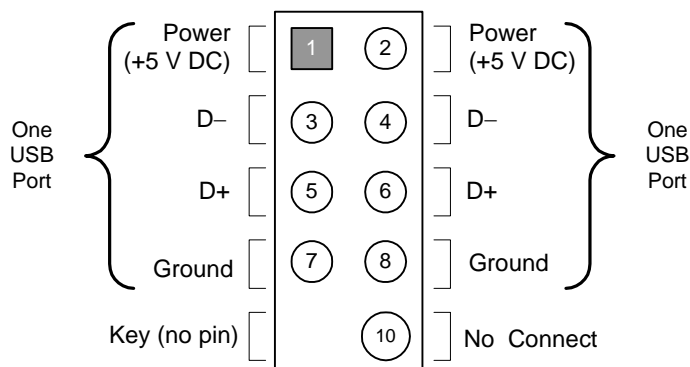 Power
(+5 V DC)
1
2
Power
(+5 V DC)
One
USB
Port
D–
3
4
D–
One
USB
Port
D+
5
6
D+
Ground
7
8
Ground
Key (no pin)
10
No Connect